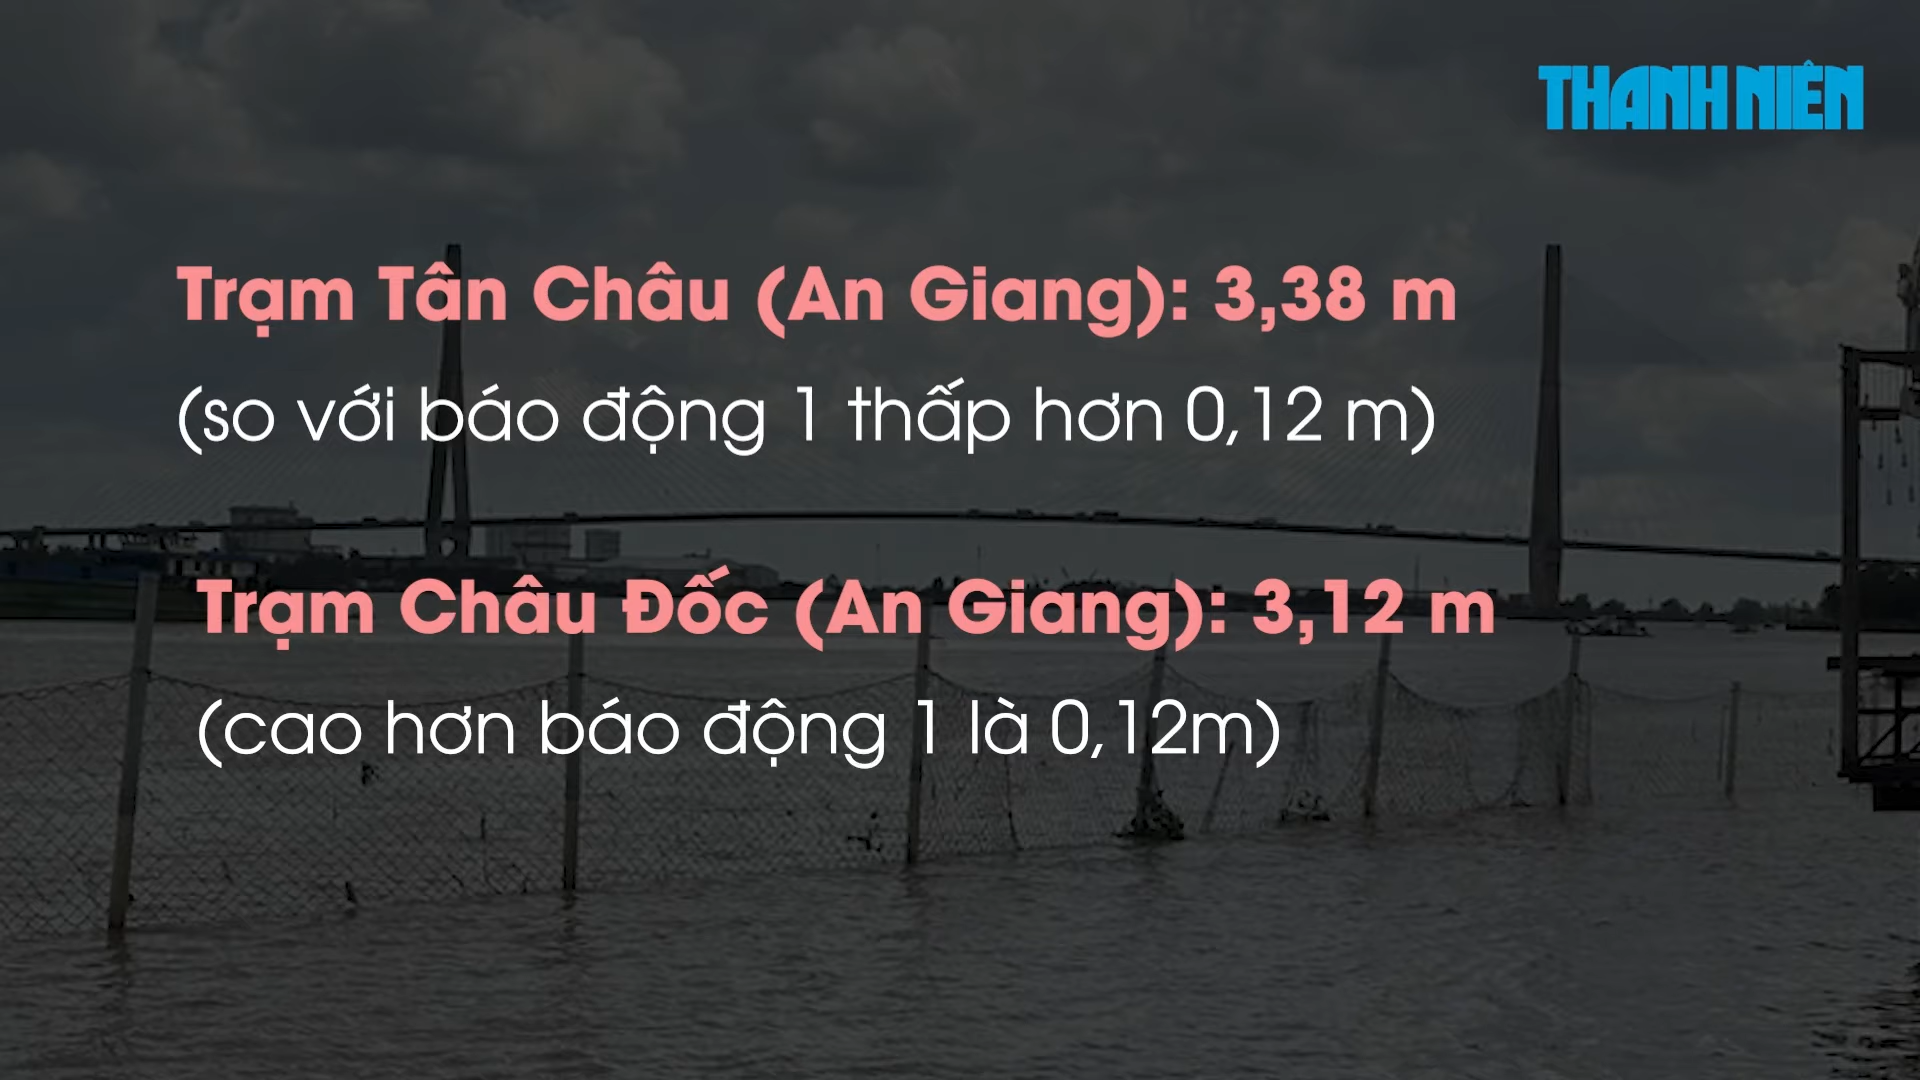 THANH NIÊN
Trạm Tân Châu (An Giang): 3,38 m
(so với báo động 1 thấp hơn 0,12 m)
Trạm Châu Đốc (An Giang): 3,12 m
(cao hơn báo động 1 là 0,12m)